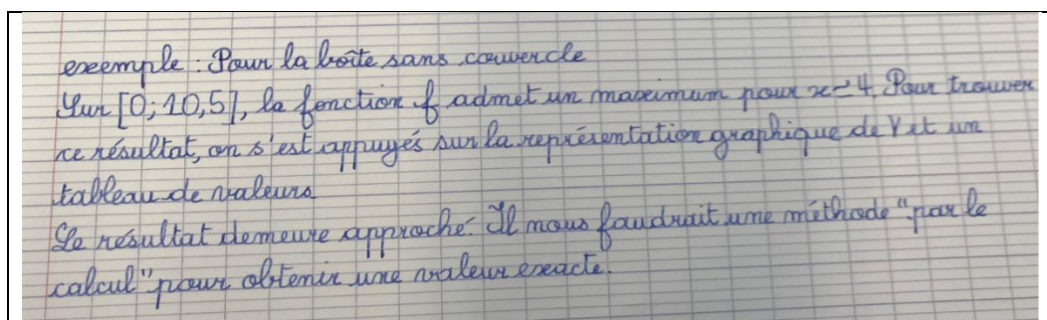 exemple : Pour la boîte sans couvercle
Sur [0; 10,5], la fonction f admet un maximum pour x ≃ 4. Pour trouver
ce résultat, on s'est appuyés sur la représentation graphique de V et un
tableau de valeurs.
Le résultat demeure approché. Il nous faudrait une méthode "par le
calcul" pour obtenir une valeur exacte.